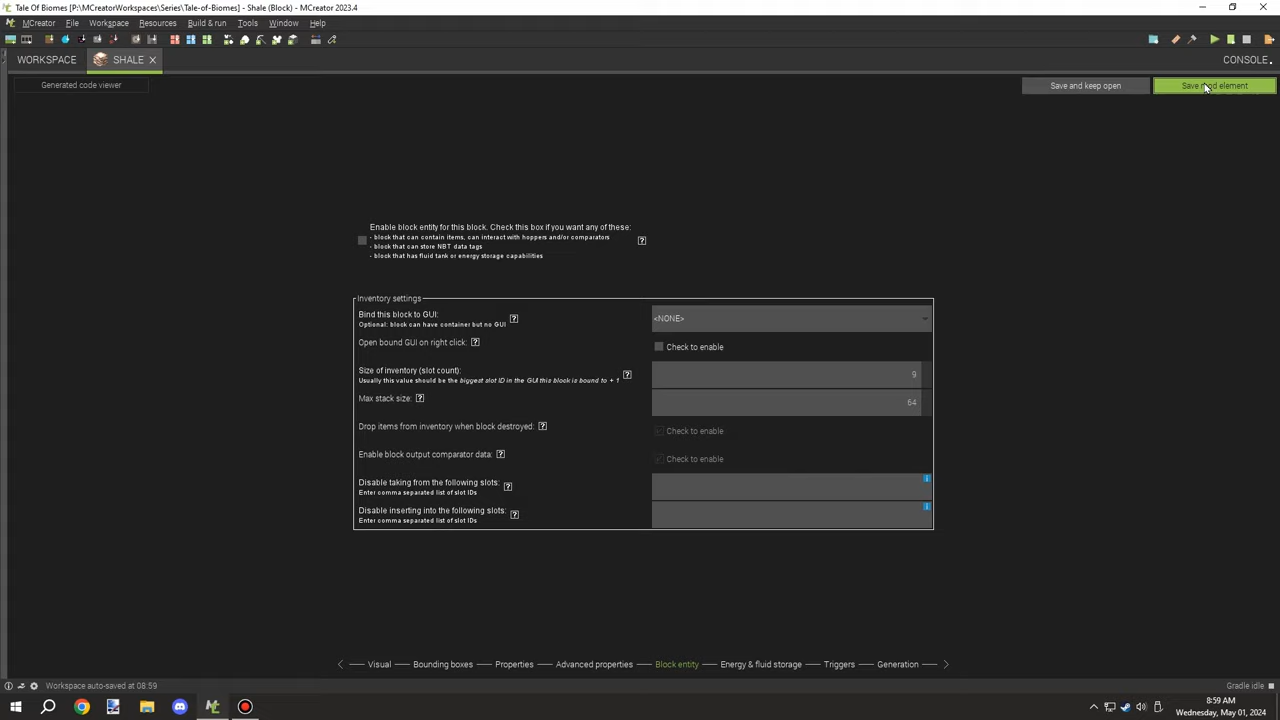 Tale Of Biomes [P:\MCreatorWorkspaces\Series\Tale-of-Biomes] - Shale (Block) - MCreator 2023.4
MCreator File Workspace Resources Build & run Tools Window Help
WORKSPACE SHALE CONSOLE
Generated code viewer Save and keep open Save mod element
Enable block entity for this block. Check this box if you want any of these:
- block that can contain items, can interact with hoppers and/or comparators
- block that can store NBT data tags
- block that has fluid tank or energy storage capabilities
Inventory settings
Bind this block to GUI: <NONE>
Optional: block can have container but no GUI
Open bound GUI on right click: Check to enable
Size of inventory (slot count): 9
Usually this value should be the biggest slot ID in the GUI this block is bound to + 1
Max stack size: 64
Drop items from inventory when block destroyed: Check to enable
Enable block output comparator data: Check to enable
Disable taking from the following slots:
Enter comma separated list of slot IDs
Disable inserting into the following slots:
Enter comma separated list of slot IDs
Visual Bounding boxes Properties Advanced properties Block entity Energy & fluid storage Triggers Generation
Workspace auto-saved at 08:59 Gradle idle
8:59 AM
Wednesday, May 01, 2024